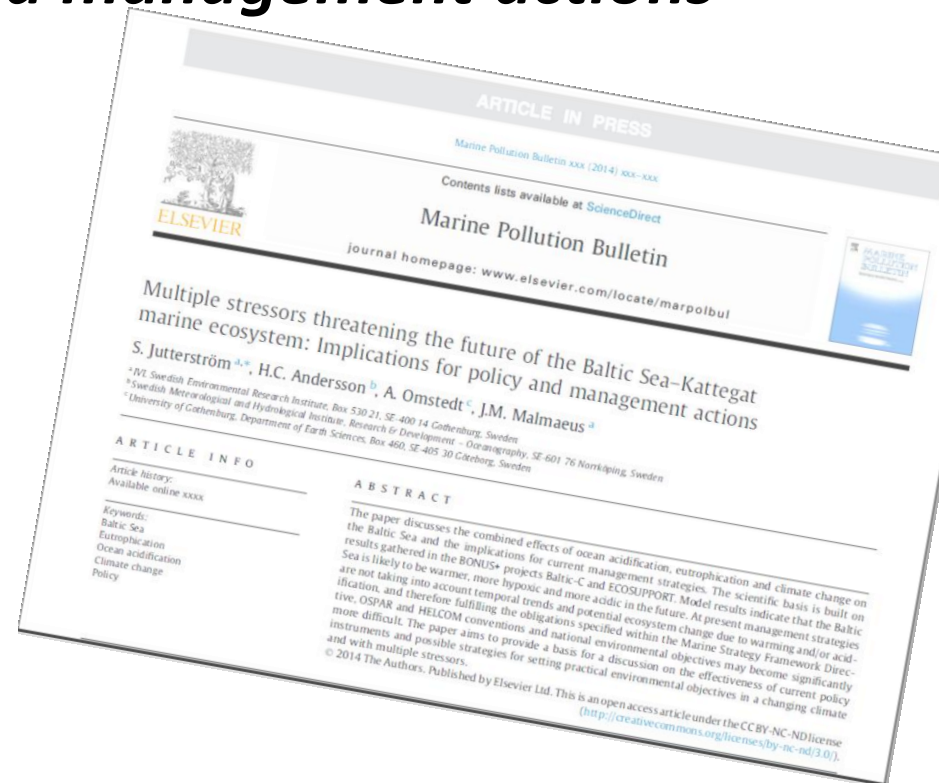 d management actions
ARTICLE IN PRESS
Marine Pollution Bulletin xxx (2014) xxx–xxx
Contents lists available at ScienceDirect
Marine Pollution Bulletin
journal homepage: www.elsevier.com/locate/marpolbul
ELSEVIER
MARINE
POLLUTION
BULLETIN
Multiple stressors threatening the future of the Baltic Sea–Kattegat
marine ecosystem: Implications for policy and management actions
S. Jutterström a,*, H.C. Andersson b, A. Omstedt c, J.M. Malmaeus a
a IVL Swedish Environmental Research Institute, Box 530 21, SE-400 14 Gothenburg, Sweden
b Swedish Meteorological and Hydrological Institute, Research & Development – Oceanography, SE-601 76 Norrköping, Sweden
c University of Gothenburg, Department of Earth Sciences, Box 460, SE-405 30 Göteborg, Sweden
ARTICLE INFO
Article history:
Available online xxxx
Keywords:
Baltic Sea
Eutrophication
Ocean acidification
Climate change
Policy
ABSTRACT
The paper discusses the combined effects of ocean acidification, eutrophication and climate change on
the Baltic Sea and the implications for current management strategies. The scientific basis is built on
results gathered in the BONUS+ projects Baltic-C and ECOSUPPORT. Model results indicate that the Baltic
Sea is likely to be warmer, more hypoxic and more acidic in the future. At present management strategies
are not taking into account temporal trends and potential ecosystem change due to warming and/or acid-
ification, and therefore fulfilling the obligations specified within the Marine Strategy Framework Direc-
tive, OSPAR and HELCOM conventions and national environmental objectives may become significantly
more difficult. The paper aims to provide a basis for a discussion on the effectiveness of current policy
instruments and possible strategies for setting practical environmental objectives in a changing climate
and with multiple stressors.
© 2014 The Authors. Published by Elsevier Ltd. This is an open access article under the CC BY-NC-ND license
(http://creativecommons.org/licenses/by-nc-nd/3.0/).